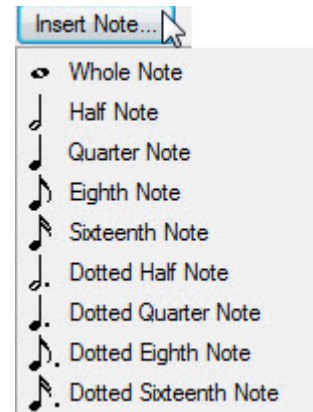 Insert Note...
Whole Note
Half Note
Quarter Note
Eighth Note
Sixteenth Note
Dotted Half Note
Dotted Quarter Note
Dotted Eighth Note
Dotted Sixteenth Note